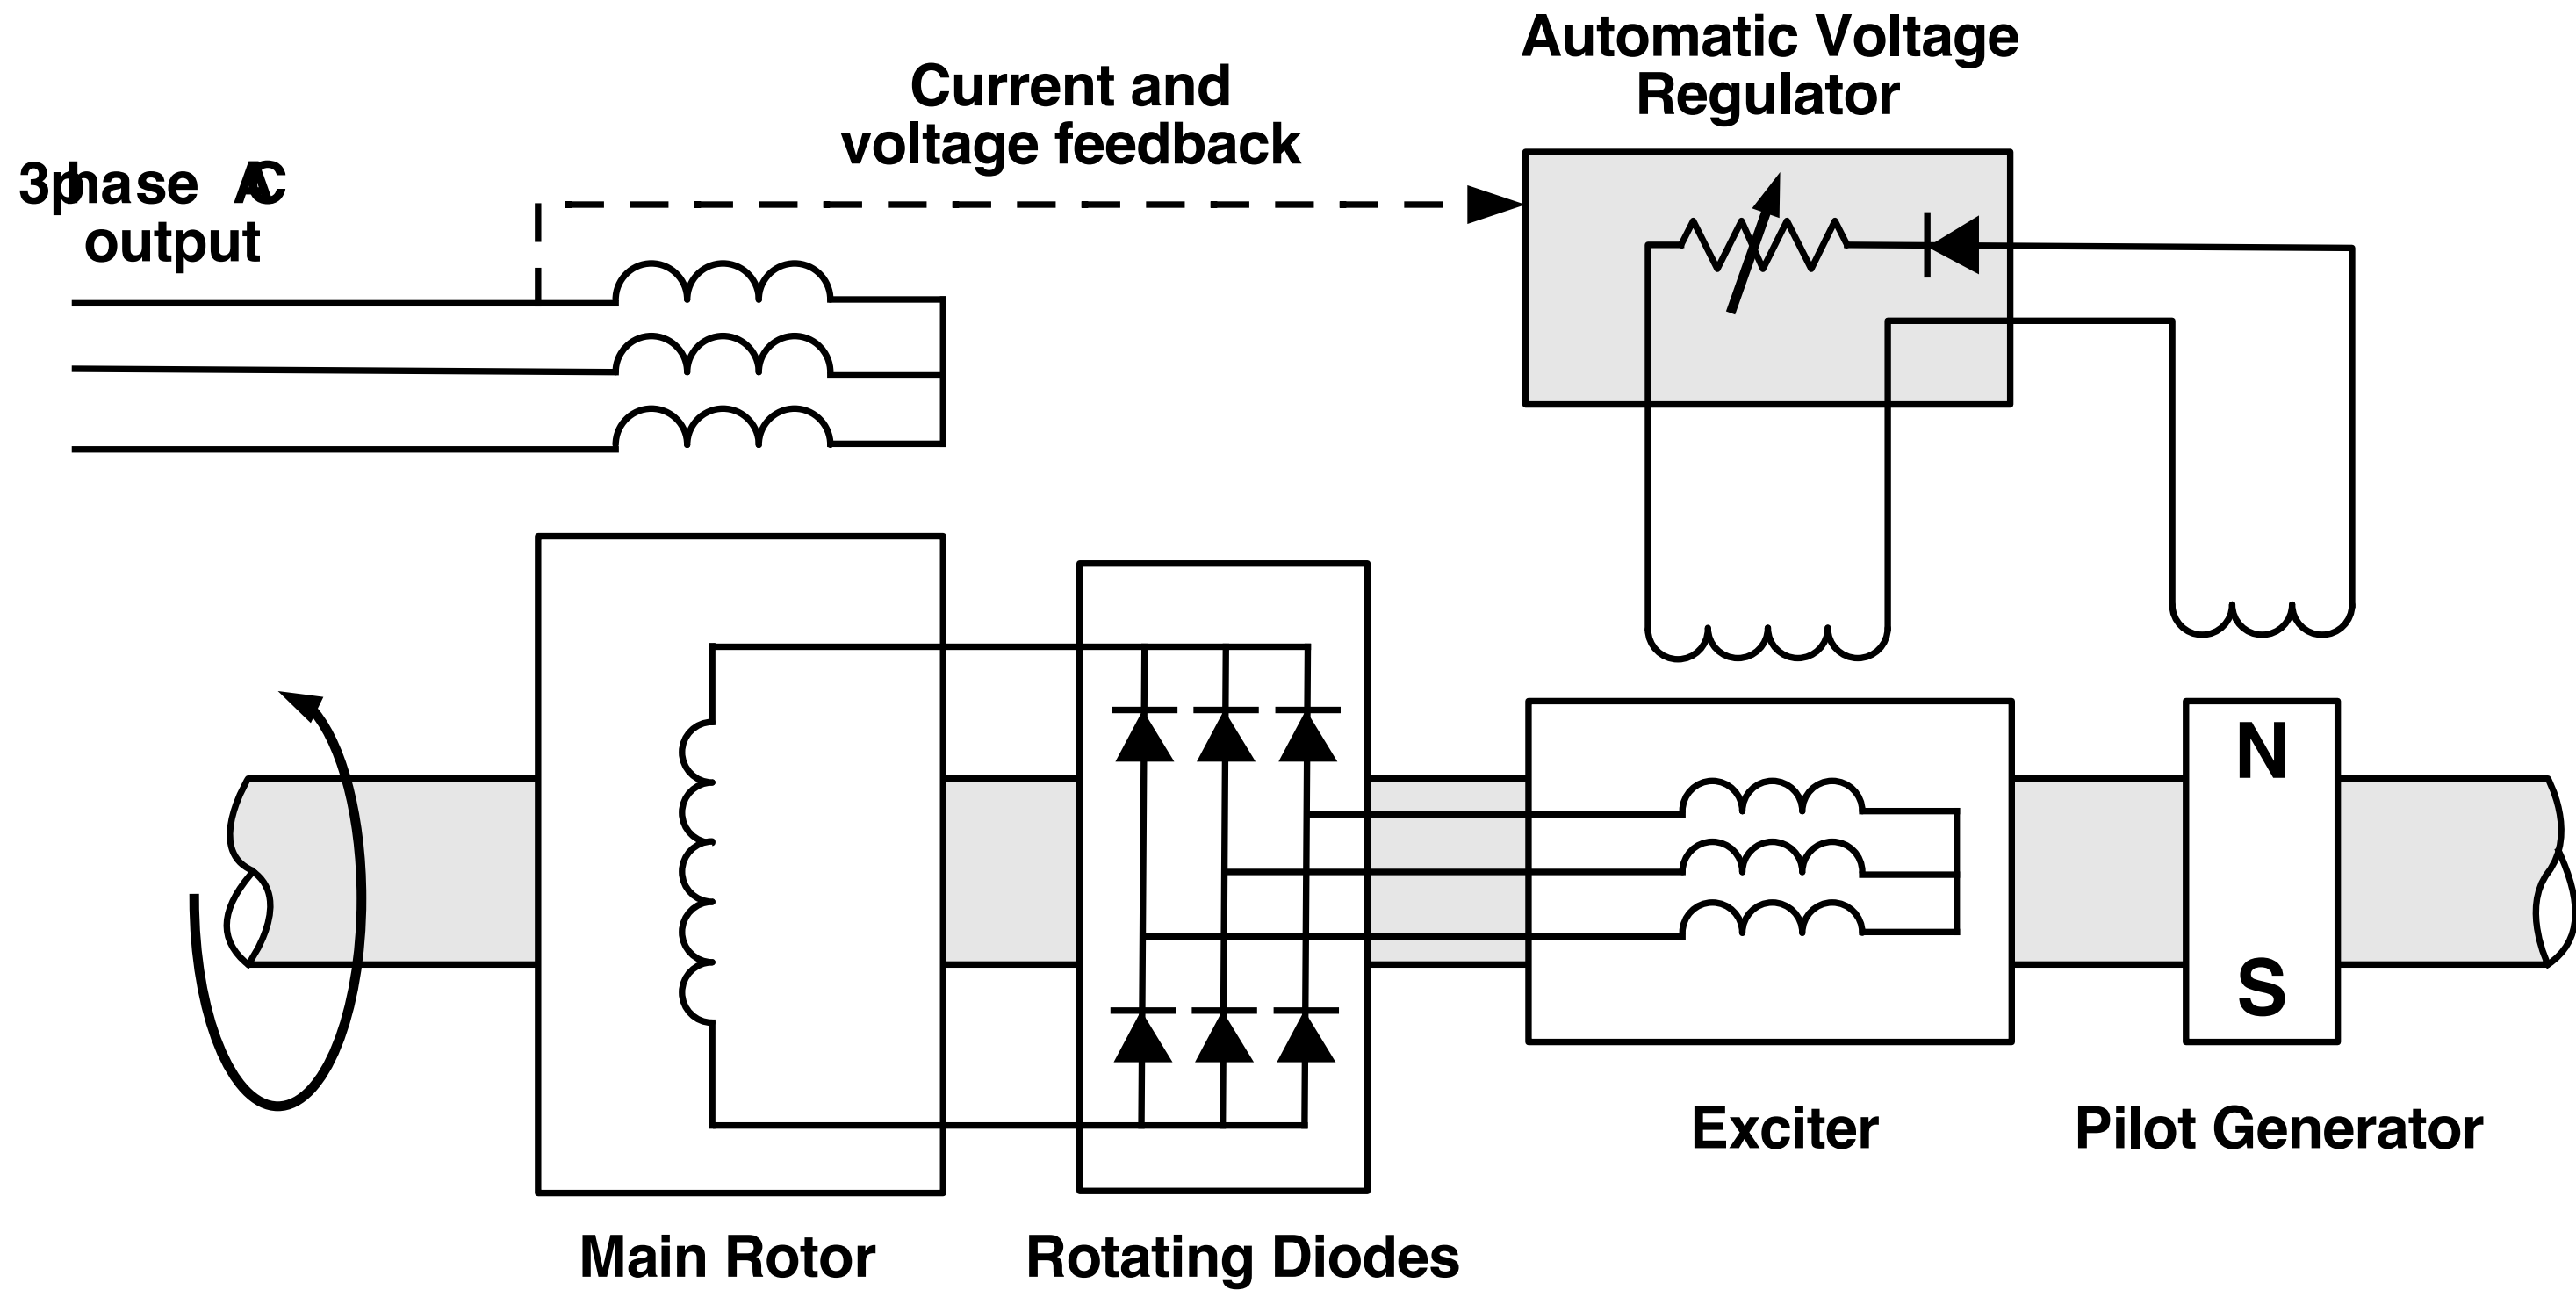 Automatic Voltage
Regulator
Current and
voltage feedback
3phase AC
output
N
S
Exciter
Pilot Generator
Main Rotor
Rotating Diodes